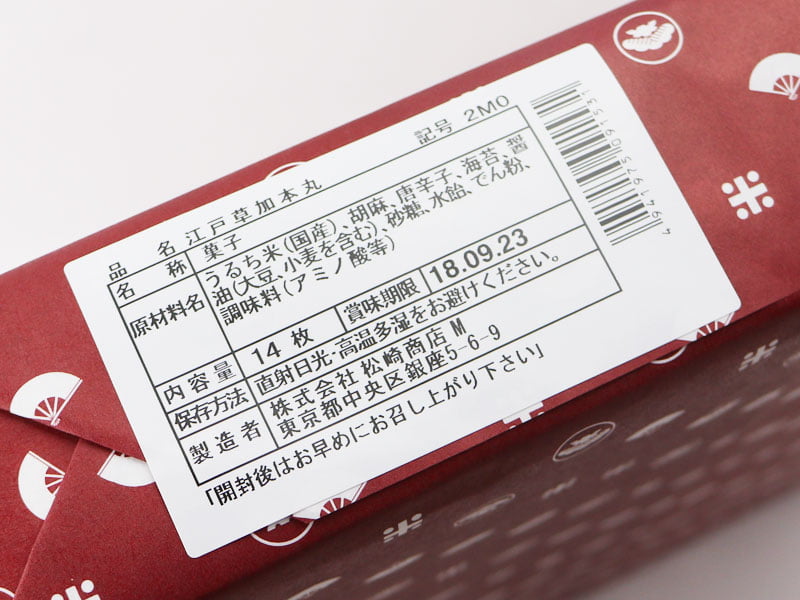 記号 2M0
品名 江戸草加本丸
名称 菓子
原材料名 うるち米(国産)、胡麻、唐辛子、海苔、醤
油(大豆、小麦を含む)、砂糖、水飴、でん粉、
調味料(アミノ酸等)
内容量 14枚 賞味期限 18.09.23
保存方法 直射日光・高温多湿をお避けください。
製造者 株式会社 松崎商店 M
東京都中央区銀座5-6-9
「開封後はお早めにお召し上がり下さい」